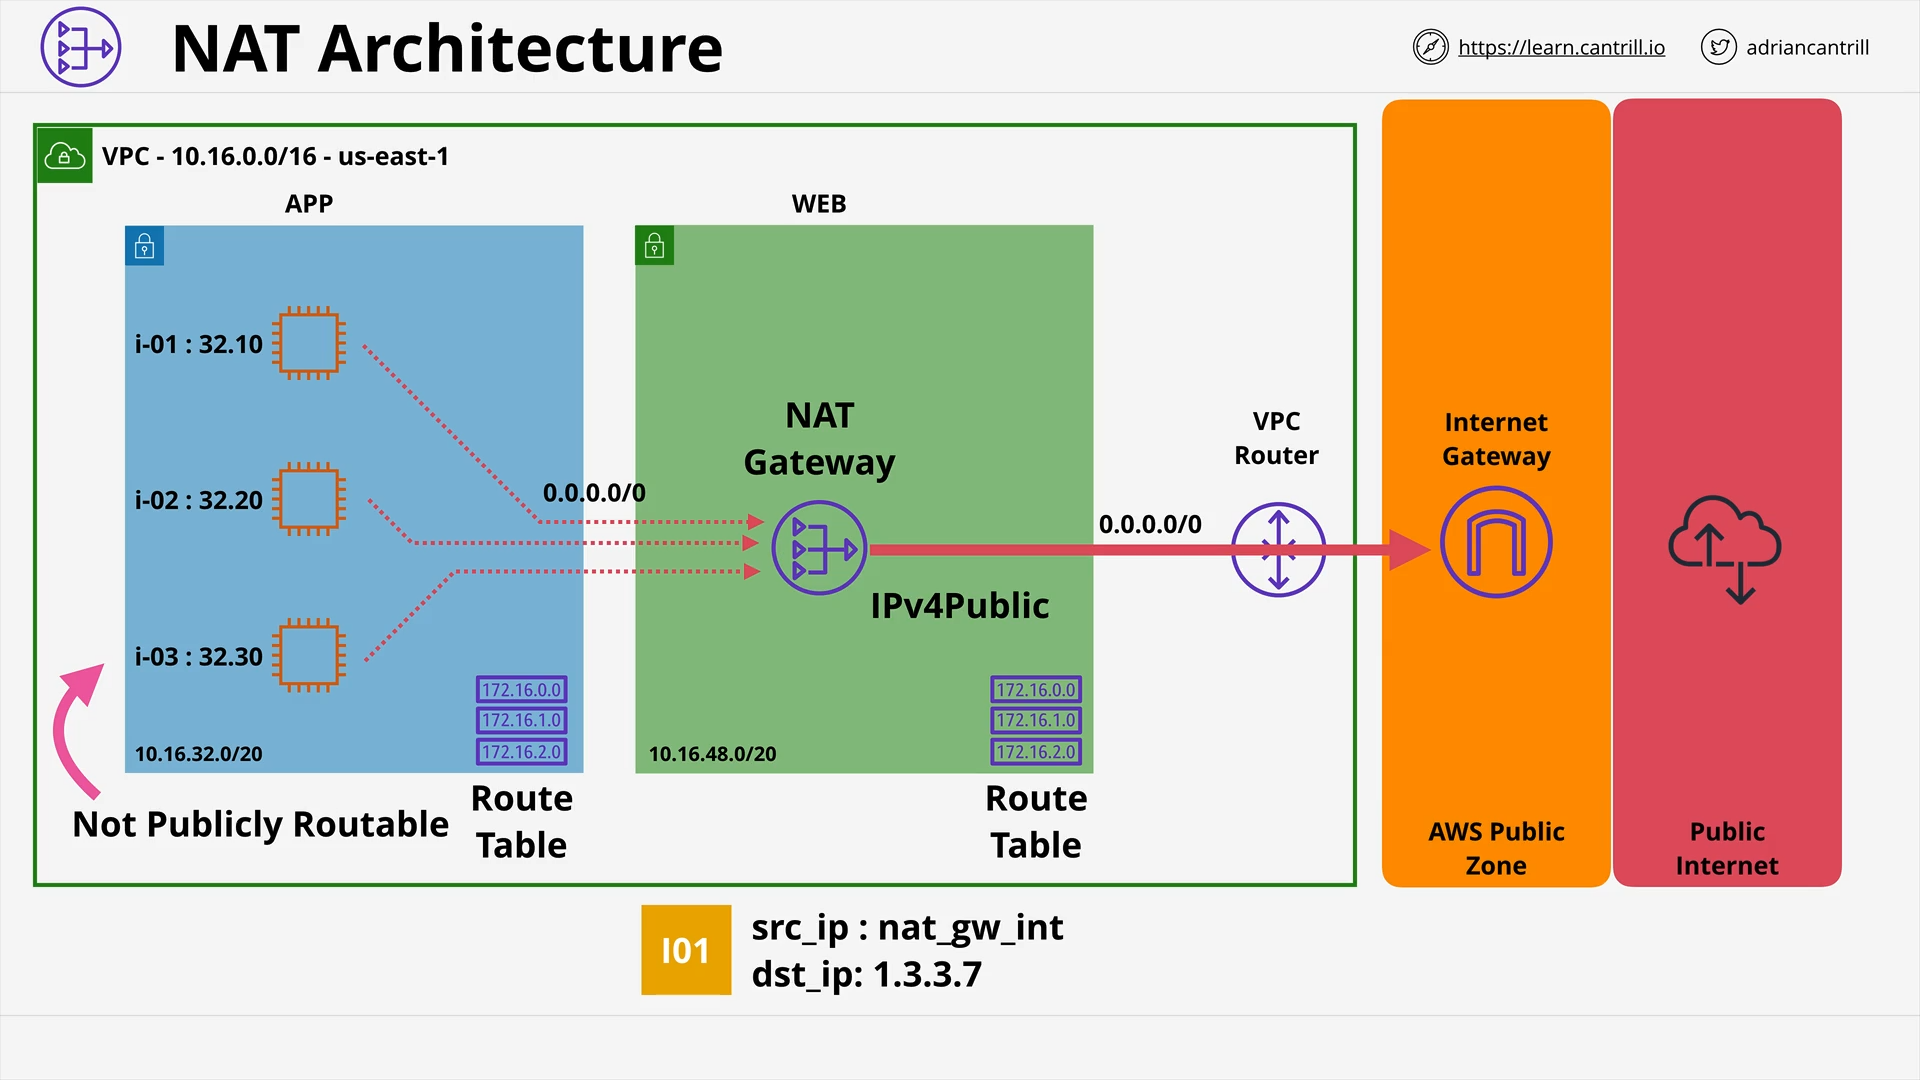 NAT Architecture
https://learn.cantrill.io
adriancantrill
VPC - 10.16.0.0/16 - us-east-1
APP
WEB
i-01 : 32.10
i-02 : 32.20
i-03 : 32.30
0.0.0.0/0
NAT
Gateway
IPv4Public
0.0.0.0/0
VPC
Router
Internet
Gateway
172.16.0.0
172.16.1.0
172.16.2.0
10.16.32.0/20
172.16.0.0
172.16.1.0
172.16.2.0
10.16.48.0/20
Not Publicly Routable
Route
Table
Route
Table
AWS Public
Zone
Public
Internet
I01
src_ip : nat_gw_int
dst_ip: 1.3.3.7